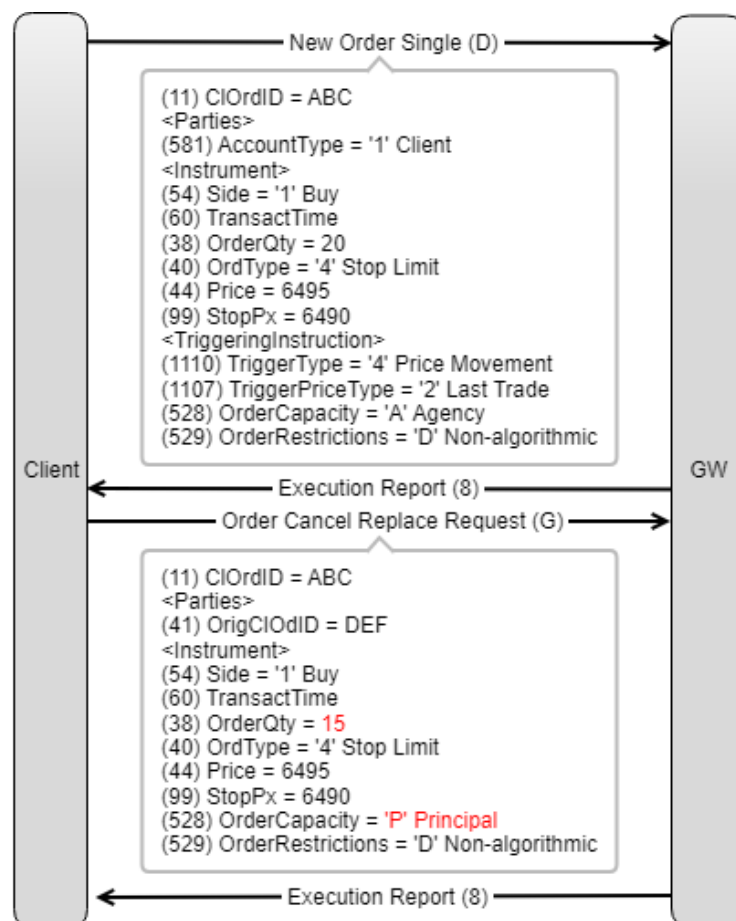 New Order Single (D)
(11) ClOrdID = ABC
<Parties>
(581) AccountType = '1' Client
<Instrument>
(54) Side = '1' Buy
(60) TransactTime
(38) OrderQty = 20
(40) OrdType = '4' Stop Limit
(44) Price = 6495
(99) StopPx = 6490
<TriggeringInstruction>
(1110) TriggerType = '4' Price Movement
(1107) TriggerPriceType = '2' Last Trade
(528) OrderCapacity = 'A' Agency
(529) OrderRestrictions = 'D' Non-algorithmic
Client
GW
Execution Report (8)
Order Cancel Replace Request (G)
(11) ClOrdID = ABC
<Parties>
(41) OrigClOdID = DEF
<Instrument>
(54) Side = '1' Buy
(60) TransactTime
(38) OrderQty = 15
(40) OrdType = '4' Stop Limit
(44) Price = 6495
(99) StopPx = 6490
(528) OrderCapacity = 'P' Principal
(529) OrderRestrictions = 'D' Non-algorithmic
Execution Report (8)